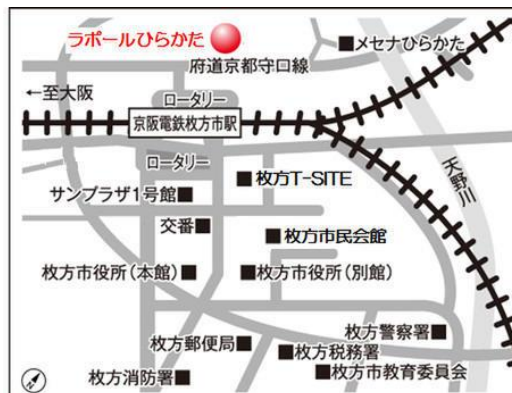 ラポールひらかた
メセナひらかた
府道京都守口線
←至大阪
ロータリー
京阪電鉄枚方市駅
ロータリー
天野川
枚方T-SITE
サンプラザ1号館
交番
枚方市民会館
枚方市役所(本館)
枚方市役所(別館)
枚方警察署
枚方郵便局
枚方税務署
枚方市教育委員会
枚方消防署